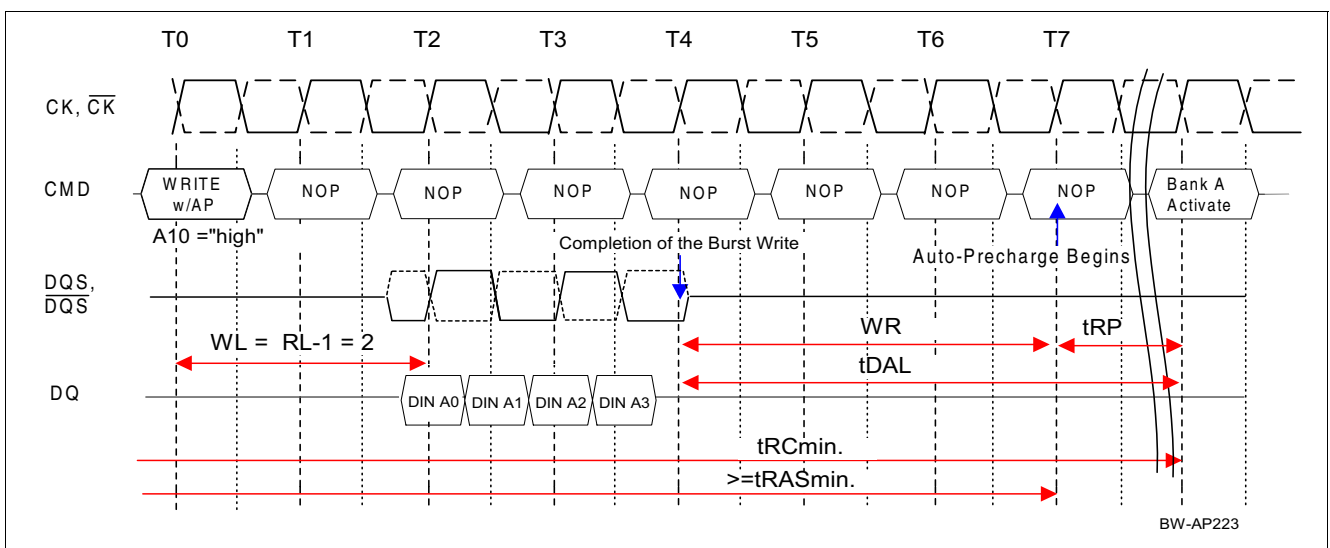 T0 T1 T2 T3 T4 T5 T6 T7
CK, CK
CMD WRITE w/AP NOP NOP NOP NOP NOP NOP NOP Bank A Activate
A10 ="high"
Completion of the Burst Write
Auto-Precharge Begins
DQS,
DQS
WL = RL-1 = 2
WR
tRP
tDAL
DQ DIN A0 DIN A1 DIN A2 DIN A3
tRCmin.
>=tRASmin.
BW-AP223